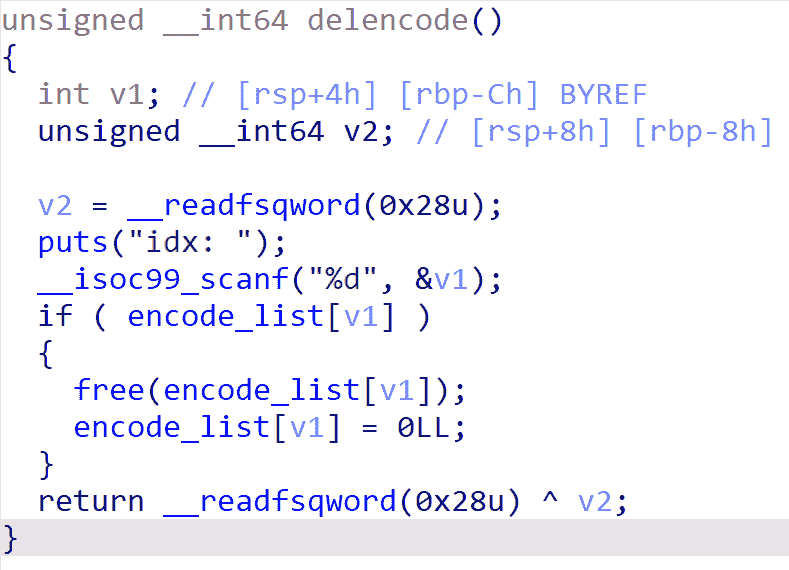 unsigned __int64 delencode()
{
  int v1; // [rsp+4h] [rbp-Ch] BYREF
  unsigned __int64 v2; // [rsp+8h] [rbp-8h]

  v2 = __readfsqword(0x28u);
  puts("idx: ");
  __isoc99_scanf("%d", &v1);
  if ( encode_list[v1] )
  {
    free(encode_list[v1]);
    encode_list[v1] = 0LL;
  }
  return __readfsqword(0x28u) ^ v2;
}